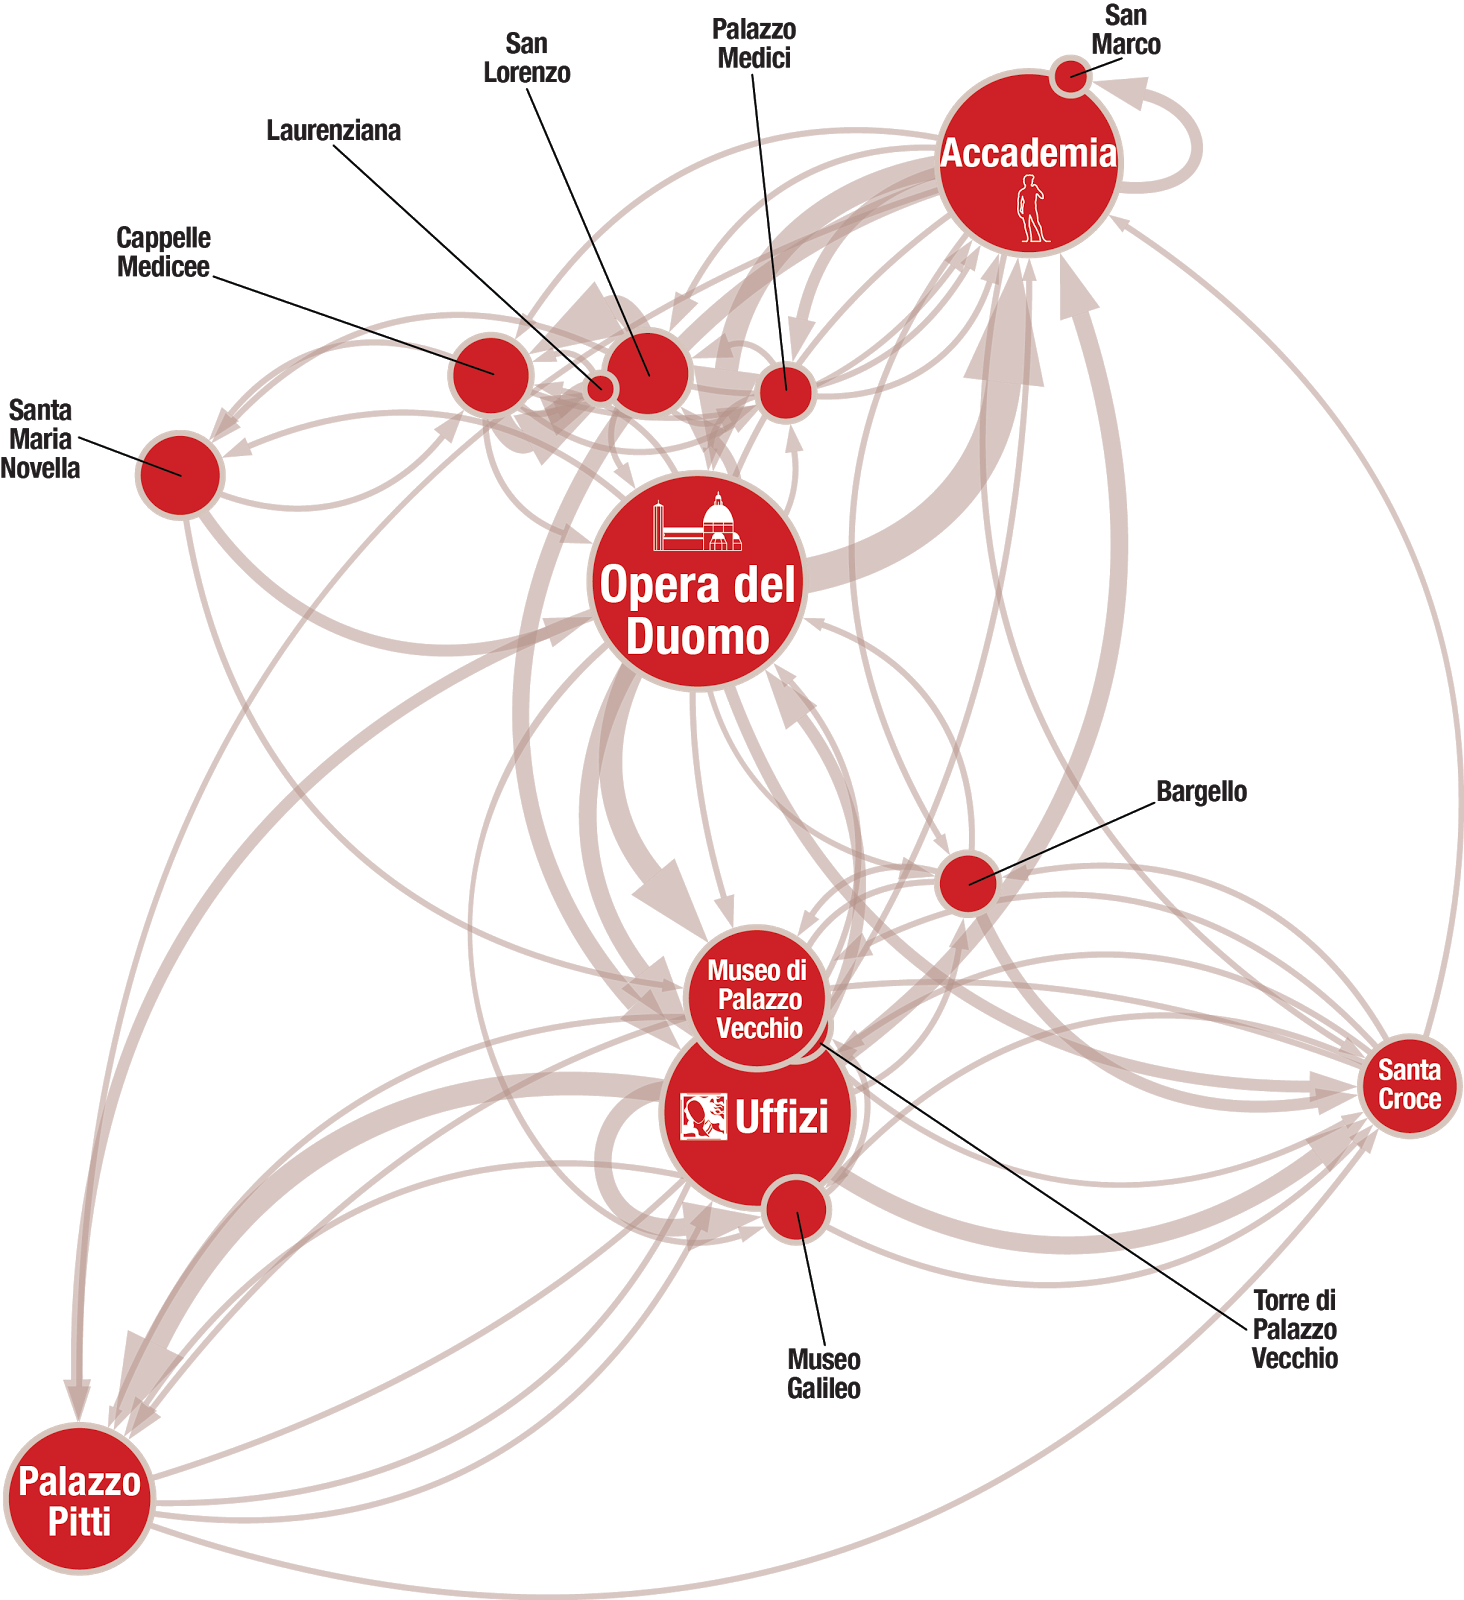 San
Marco
Palazzo
Medici
San
Lorenzo
Laurenziana
Accademia
Cappelle
Medicee
Santa
Maria
Novella
Opera del
Duomo
Bargello
Museo di
Palazzo
Vecchio
Santa
Croce
Uffizi
Torre di
Palazzo
Vecchio
Museo
Galileo
Palazzo
Pitti